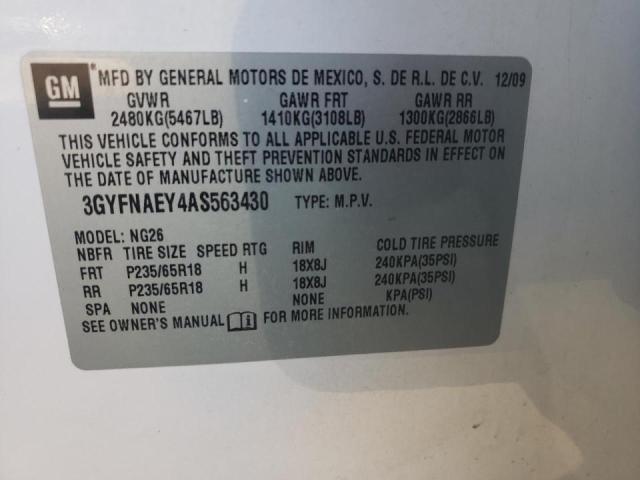 GM
*MFD BY GENERAL MOTORS DE MEXICO, S. DE R.L. DE C.V. 12/09
GVWR GAWR FRT GAWR RR
2480KG(5467LB) 1410KG(3108LB) 1300KG(2866LB)
THIS VEHICLE CONFORMS TO ALL APPLICABLE U.S. FEDERAL MOTOR
VEHICLE SAFETY AND THEFT PREVENTION STANDARDS IN EFFECT ON
THE DATE OF MANUFACTURE SHOWN ABOVE.
3GYFNAEY4AS563430 TYPE: M.P.V.
MODEL: NG26
NBFR TIRE SIZE SPEED RTG RIM COLD TIRE PRESSURE
FRT P235/65R18 H 18X8J 240KPA(35PSI)
RR P235/65R18 H 18X8J 240KPA(35PSI)
SPA NONE NONE KPA(PSI)
SEE OWNER'S MANUAL FOR MORE INFORMATION.